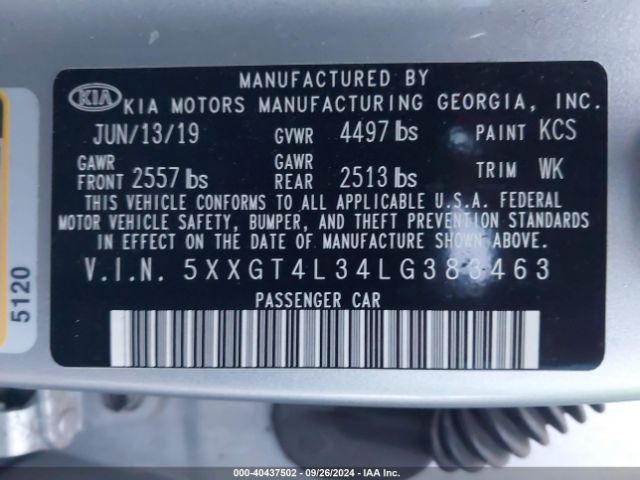 MANUFACTURED BY
KIA KIA MOTORS MANUFACTURING GEORGIA, INC.
JUN/13/19 GVWR 4497 lbs PAINT KCS
GAWR FRONT 2557 lbs GAWR REAR 2513 lbs TRIM WK
THIS VEHICLE CONFORMS TO ALL APPLICABLE U.S.A. FEDERAL
MOTOR VEHICLE SAFETY, BUMPER, AND THEFT PREVENTION STANDARDS
IN EFFECT ON THE DATE OF MANUFACTURE SHOWN ABOVE.
V.I.N. 5XXGT4L34LG383463
PASSENGER CAR
5120
000-40437502 - 09/26/2024 - IAA Inc.